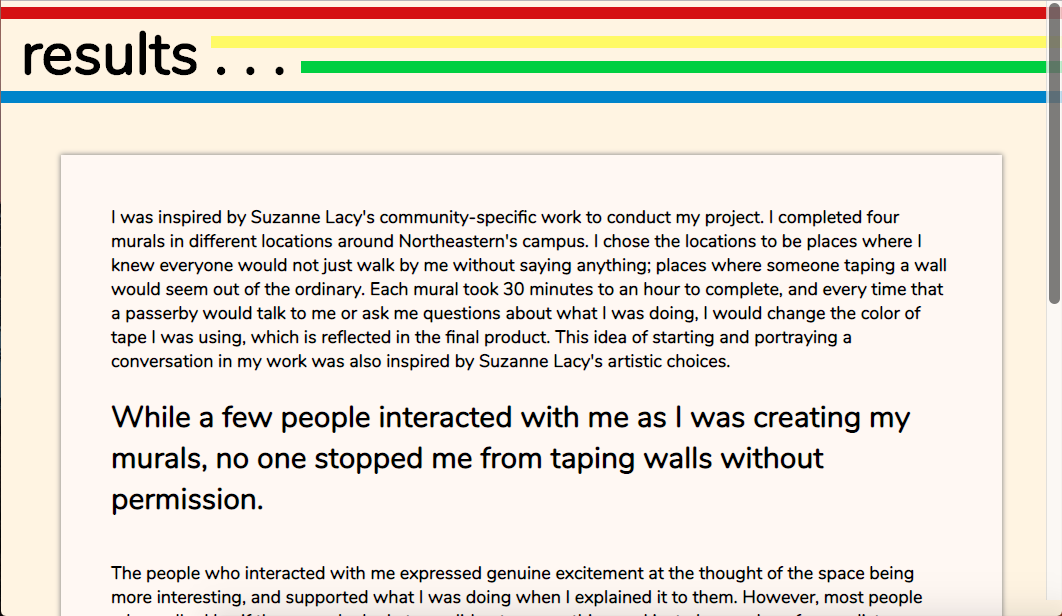 results . . .
I was inspired by Suzanne Lacy's community-specific work to conduct my project. I completed four
murals in different locations around Northeastern's campus. I chose the locations to be places where I
knew everyone would not just walk by me without saying anything; places where someone taping a wall
would seem out of the ordinary. Each mural took 30 minutes to an hour to complete, and every time that
a passerby would talk to me or ask me questions about what I was doing, I would change the color of
tape I was using, which is reflected in the final product. This idea of starting and portraying a
conversation in my work was also inspired by Suzanne Lacy's artistic choices.
While a few people interacted with me as I was creating my
murals, no one stopped me from taping walls without
permission.
The people who interacted with me expressed genuine excitement at the thought of the space being
more interesting, and supported what I was doing when I explained it to them. However, most people